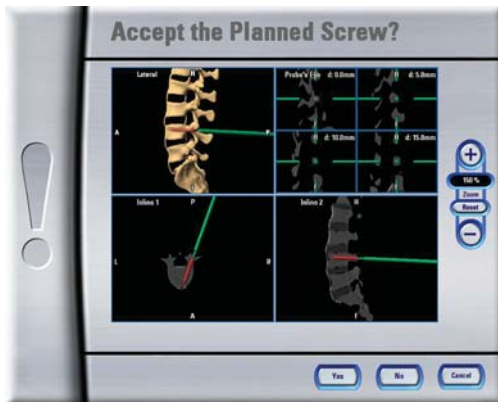 Accept the Planned Screw?
Lateral
H
A
P
Probe's Eye
d: 0.0mm
H
d: 5.0mm
H
d: 10.0mm
H
d: 15.0mm
150 %
Zoom
Reset
Inline 1
P
L
A
Inline 2
H
F
Yes
No
Cancel